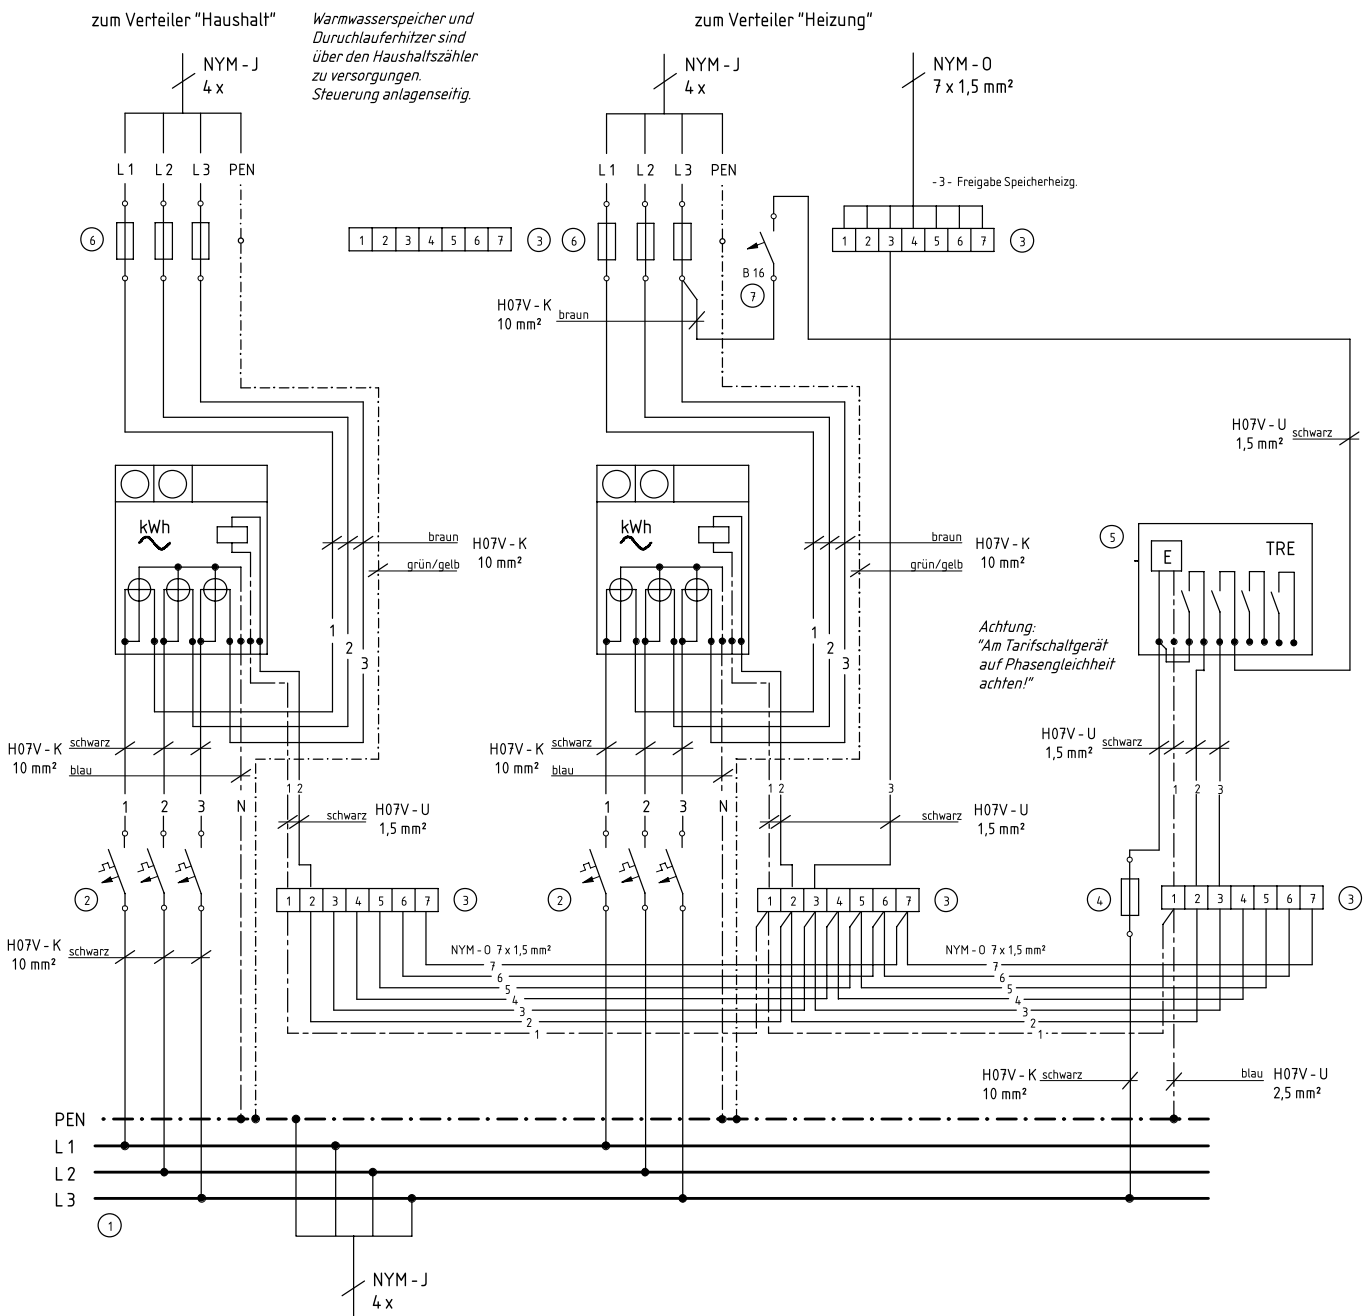 zum Verteiler "Haushalt"
Warmwasserspeicher und
Duruchlauferhitzer sind
über den Haushaltszähler
zu versorgungen.
Steuerung anlagenseitig.
zum Verteiler "Heizung"
NYM - J
4 x
NYM - J
4 x
NYM - O
7 x 1,5 mm²
L1 L2 L3 PEN
L1 L2 L3 PEN
- 3 - Freigabe Speicherheizg.
6
1 2 3 4 5 6 7
3
6
B 16
7
1 2 3 4 5 6 7
3
H07V - K
10 mm²
braun
H07V - U
1,5 mm²
schwarz
kWh
braun
grün/gelb
H07V - K
10 mm²
kWh
braun
grün/gelb
H07V - K
10 mm²
5
E
TRE
1
2
3
1
2
3
Achtung:
"Am Tarifschaltgerät
auf Phasengleichheit
achten!"
H07V - K
10 mm²
schwarz
blau
H07V - K
10 mm²
schwarz
blau
H07V - U
1,5 mm²
schwarz
1 2 3 N
1 2
schwarz
H07V - U
1,5 mm²
1 2 3 N
1 2
3
schwarz
H07V - U
1,5 mm²
1 2 3
2
1 2 3 4 5 6 7
3
2
1 2 3 4 5 6 7
3
4
1 2 3 4 5 6 7
3
H07V - K
10 mm²
schwarz
NYM - O 7 x 1,5 mm²
7
6
5
4
3
2
1
NYM - O 7 x 1,5 mm²
7
6
5
4
3
2
1
H07V - K
10 mm²
schwarz
blau
H07V - U
2,5 mm²
PEN
L1
L2
L3
1
NYM - J
4 x